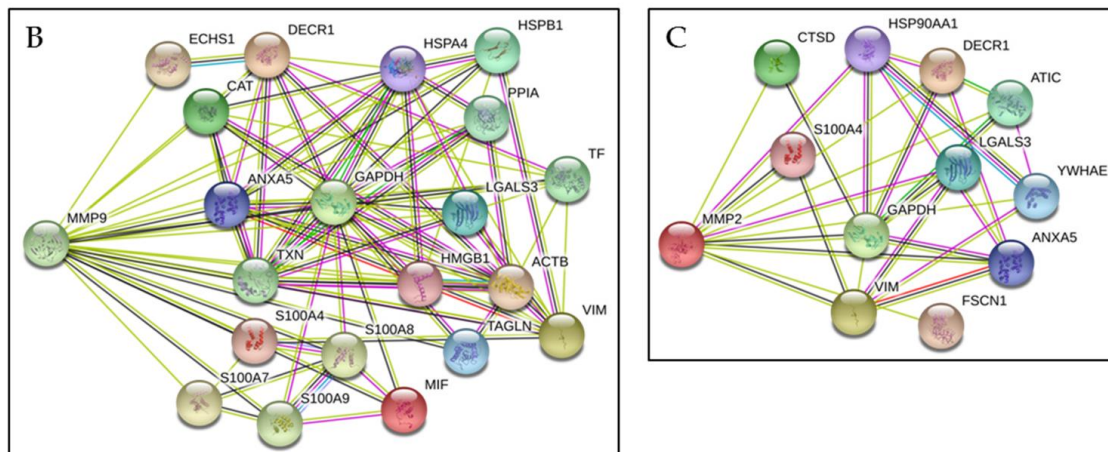 B
ECHS1
DECR1
HSPA4
HSPB1
CAT
PPIA
TF
ANXA5
GAPDH
LGALS3
MMP9
TXN
HMGB1
ACTB
VIM
S100A4
S100A8
TAGLN
S100A7
S100A9
MIF
C
CTSD
HSP90AA1
DECR1
ATIC
S100A4
LGALS3
YWHAE
MMP2
GAPDH
ANXA5
VIM
FSCN1